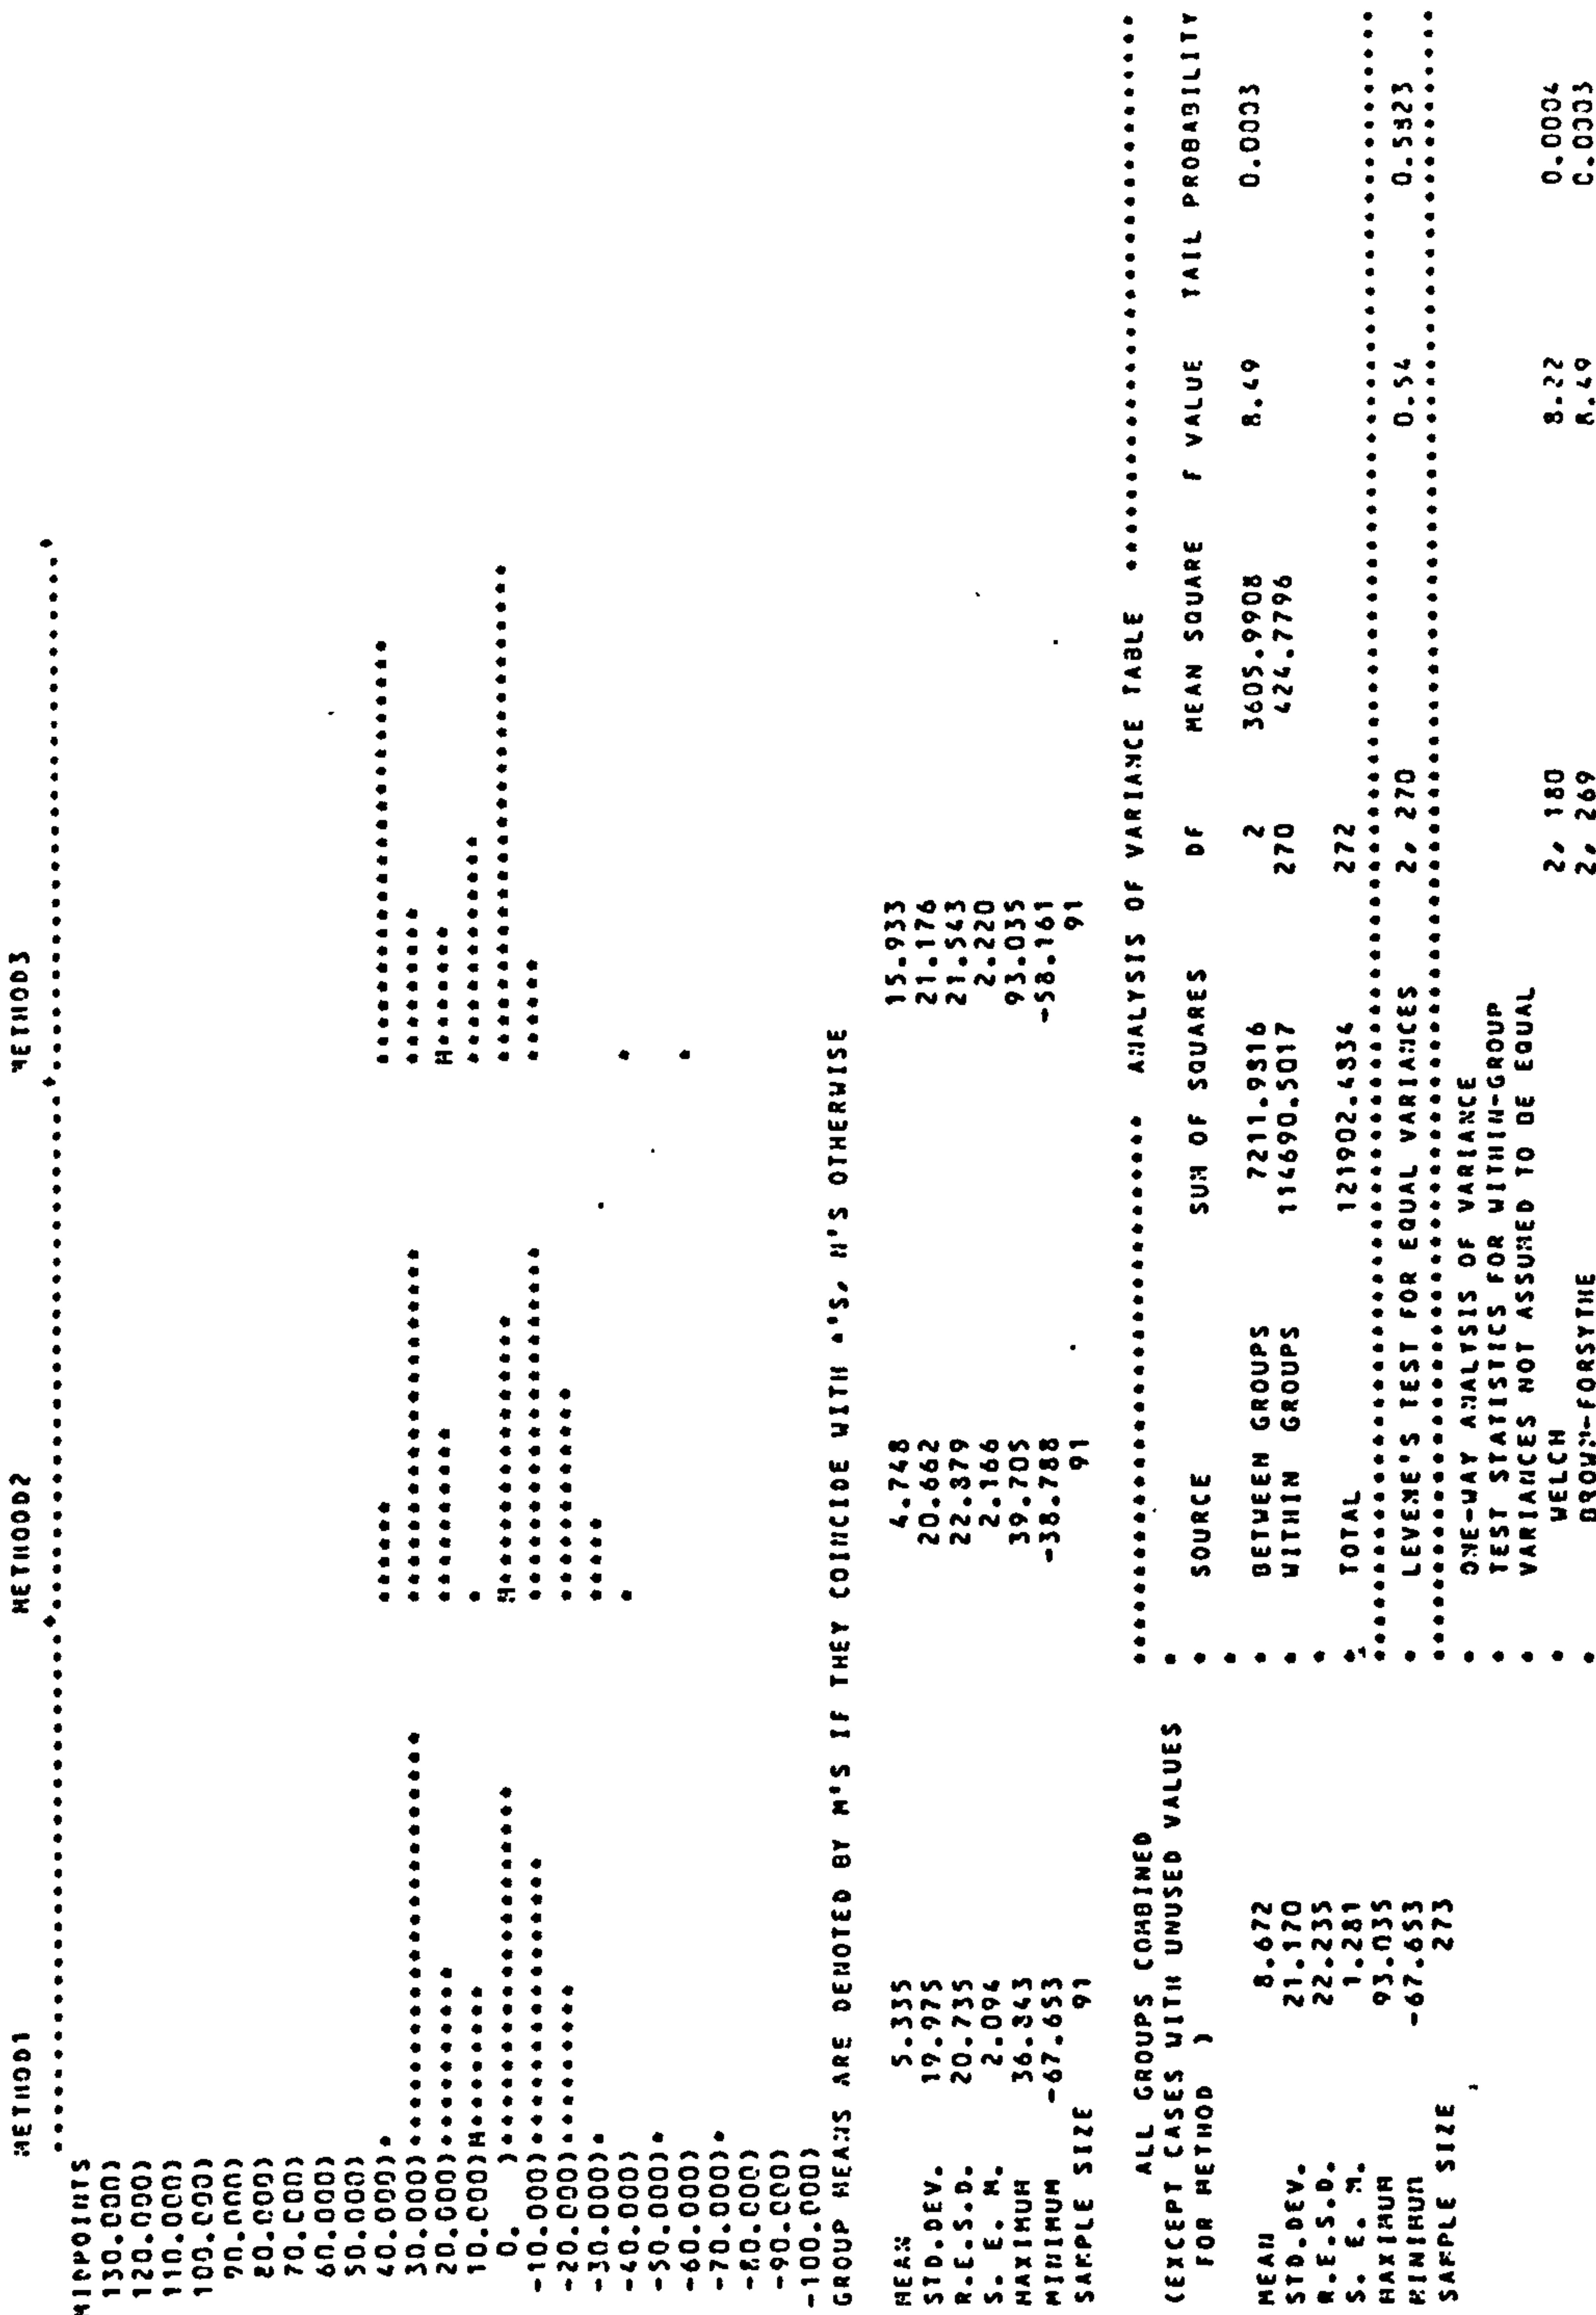 METHOD1 METHOOD2 METHOD3
MIDPOINTS
130.000)
120.000)
110.000)
100.000)
90.000)
80.000)
70.000)
60.000)
50.000)
40.000)* ****** ************************
30.000)*********************** ******************** *********
20.000)********** ********** M*******
10.000)M******** * *************
0. )******************** M**************** ****************************
-10.000)**************** ******************** ******
-20.000)********* ************
-30.000)* *****
-40.000) * *
-50.000)*
-60.000) *
-70.000)*
-80.000)
-90.000)
-100.000)
GROUP MEANS ARE DENOTED BY M'S IF THEY COINCIDE WITH *'S, N'S OTHERWISE
MEAN 5.335 4.748 15.933
STD.DEV. 19.975 20.662 21.176
R.E.S.D. 20.735 22.879 21.543
S. E. M. 2.094 2.166 2.220
MAXIMUM 36.843 39.705 93.035
MINIMUM -67.653 -38.788 -58.161
SAMPLE SIZE 91 91 91
ALL GROUPS COMBINED
(EXCEPT CASES WITH UNUSED VALUES
FOR METHOD )
MEAN 8.672
STD.DEV. 21.170
R.E.S.D. 22.235
S. E. M. 1.281
MAXIMUM 93.035
MINIMUM -67.653
SAMPLE SIZE 273
ANALYSIS OF VARIANCE TABLE
SOURCE SUM OF SQUARES DF MEAN SQUARE F VALUE TAIL PROBABILITY
BETWEEN GROUPS 7211.9816 2 3605.9908 8.49 0.0003
WITHIN GROUPS 114690.5017 270 424.7796
TOTAL 121902.4834 272
LEVENE'S TEST FOR EQUAL VARIANCES 2, 270 0.54 0.5823
ONE-WAY ANALYSIS OF VARIANCE
TEST STATISTICS FOR WITHIN-GROUP
VARIANCES NOT ASSUMED TO BE EQUAL
WELCH 2, 180 8.22 0.0004
BROWN-FORSYTHE 2, 269 8.49 0.0003